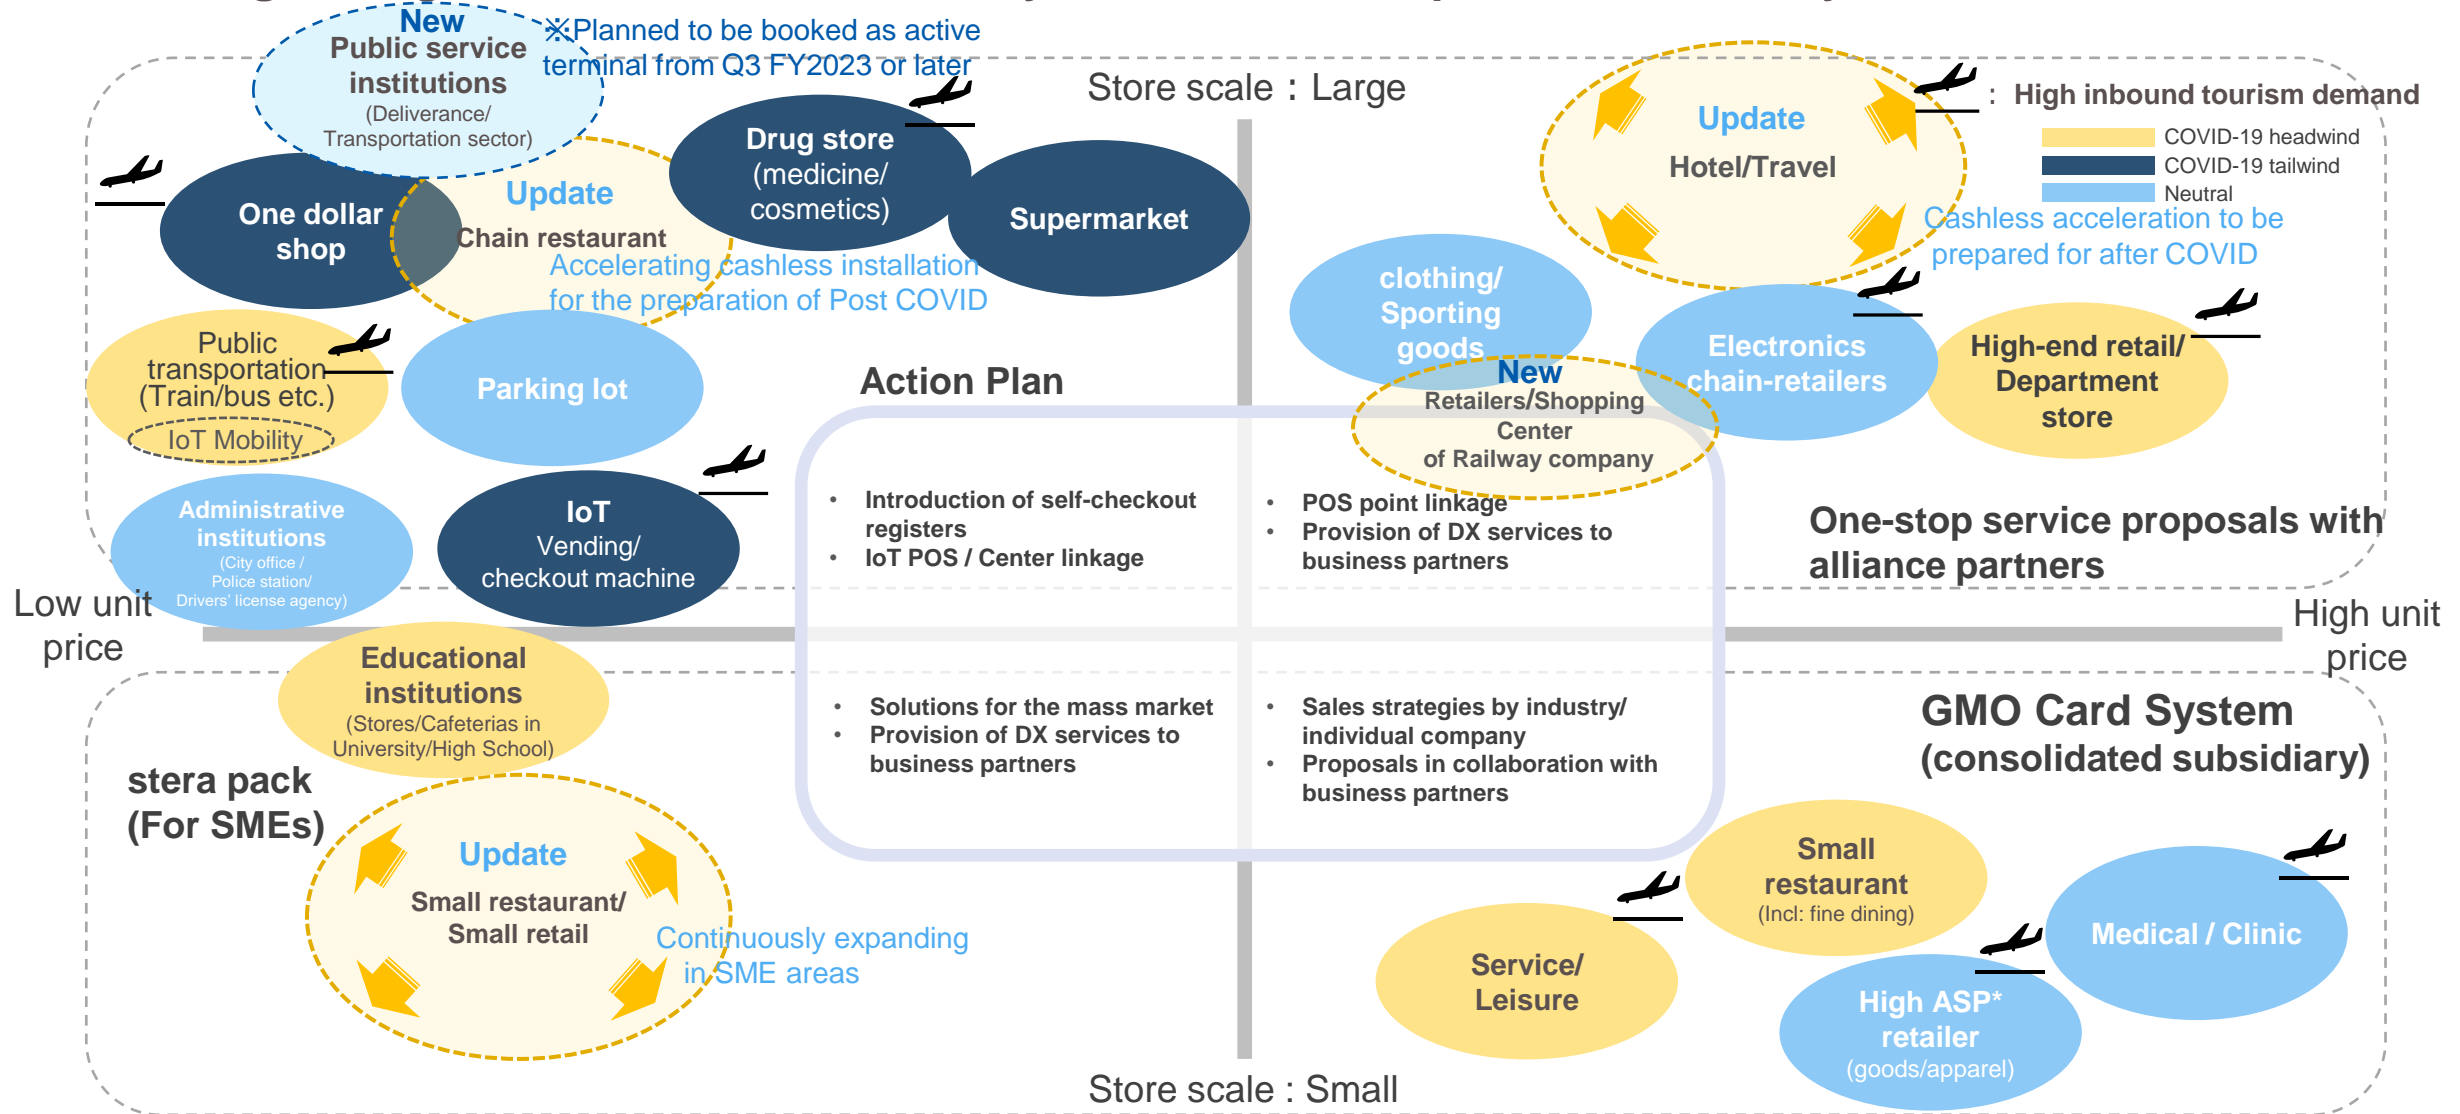 New
Public service
institutions
(Deliverance/
Transportation sector)
※Planned to be booked as active
terminal from Q3 FY2023 or later
Store scale : Large
: High inbound tourism demand
COVID-19 headwind
COVID-19 tailwind
Neutral
One dollar
shop
Update
Chain restaurant
Accelerating cashless installation
for the preparation of Post COVID
Drug store
(medicine/
cosmetics)
Supermarket
Update
Hotel/Travel
Cashless acceleration to be
prepared for after COVID
clothing/
Sporting
goods
Electronics
chain-retailers
High-end retail/
Department
store
New
Retailers/Shopping
Center
of Railway company
Public
transportation
(Train/bus etc.)
IoT Mobility
Parking lot
Action Plan
Administrative
institutions
(City office /
Police station/
Drivers' license agency)
IoT
Vending/
checkout machine
• Introduction of self-checkout
registers
• IoT POS / Center linkage
• POS point linkage
• Provision of DX services to
business partners
One-stop service proposals with
alliance partners
Low unit
price
High unit
price
Educational
institutions
(Stores/Cafeterias in
University/High School)
• Solutions for the mass market
• Provision of DX services to
business partners
• Sales strategies by industry/
individual company
• Proposals in collaboration with
business partners
GMO Card System
(consolidated subsidiary)
stera pack
(For SMEs)
Update
Small restaurant/
Small retail
Continuously expanding
in SME areas
Small
restaurant
(Incl: fine dining)
Medical / Clinic
Service/
Leisure
High ASP*
retailer
(goods/apparel)
Store scale : Small